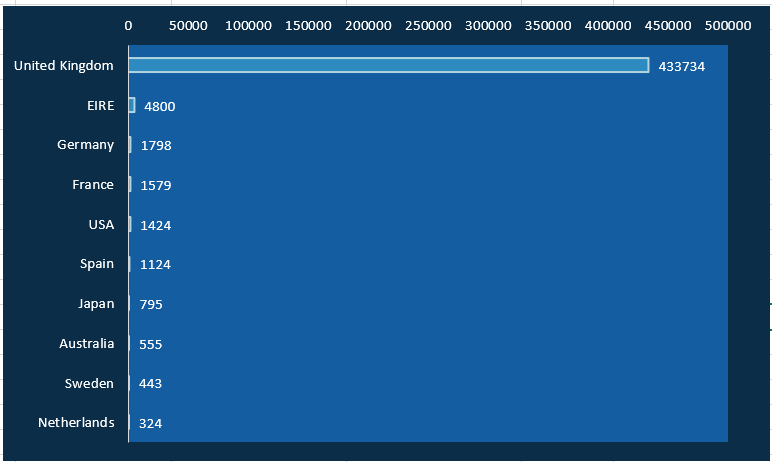 0 50000 100000 150000 200000 250000 300000 350000 400000 450000 500000
United Kingdom 433734
EIRE 4800
Germany 1798
France 1579
USA 1424
Spain 1124
Japan 795
Australia 555
Sweden 443
Netherlands 324